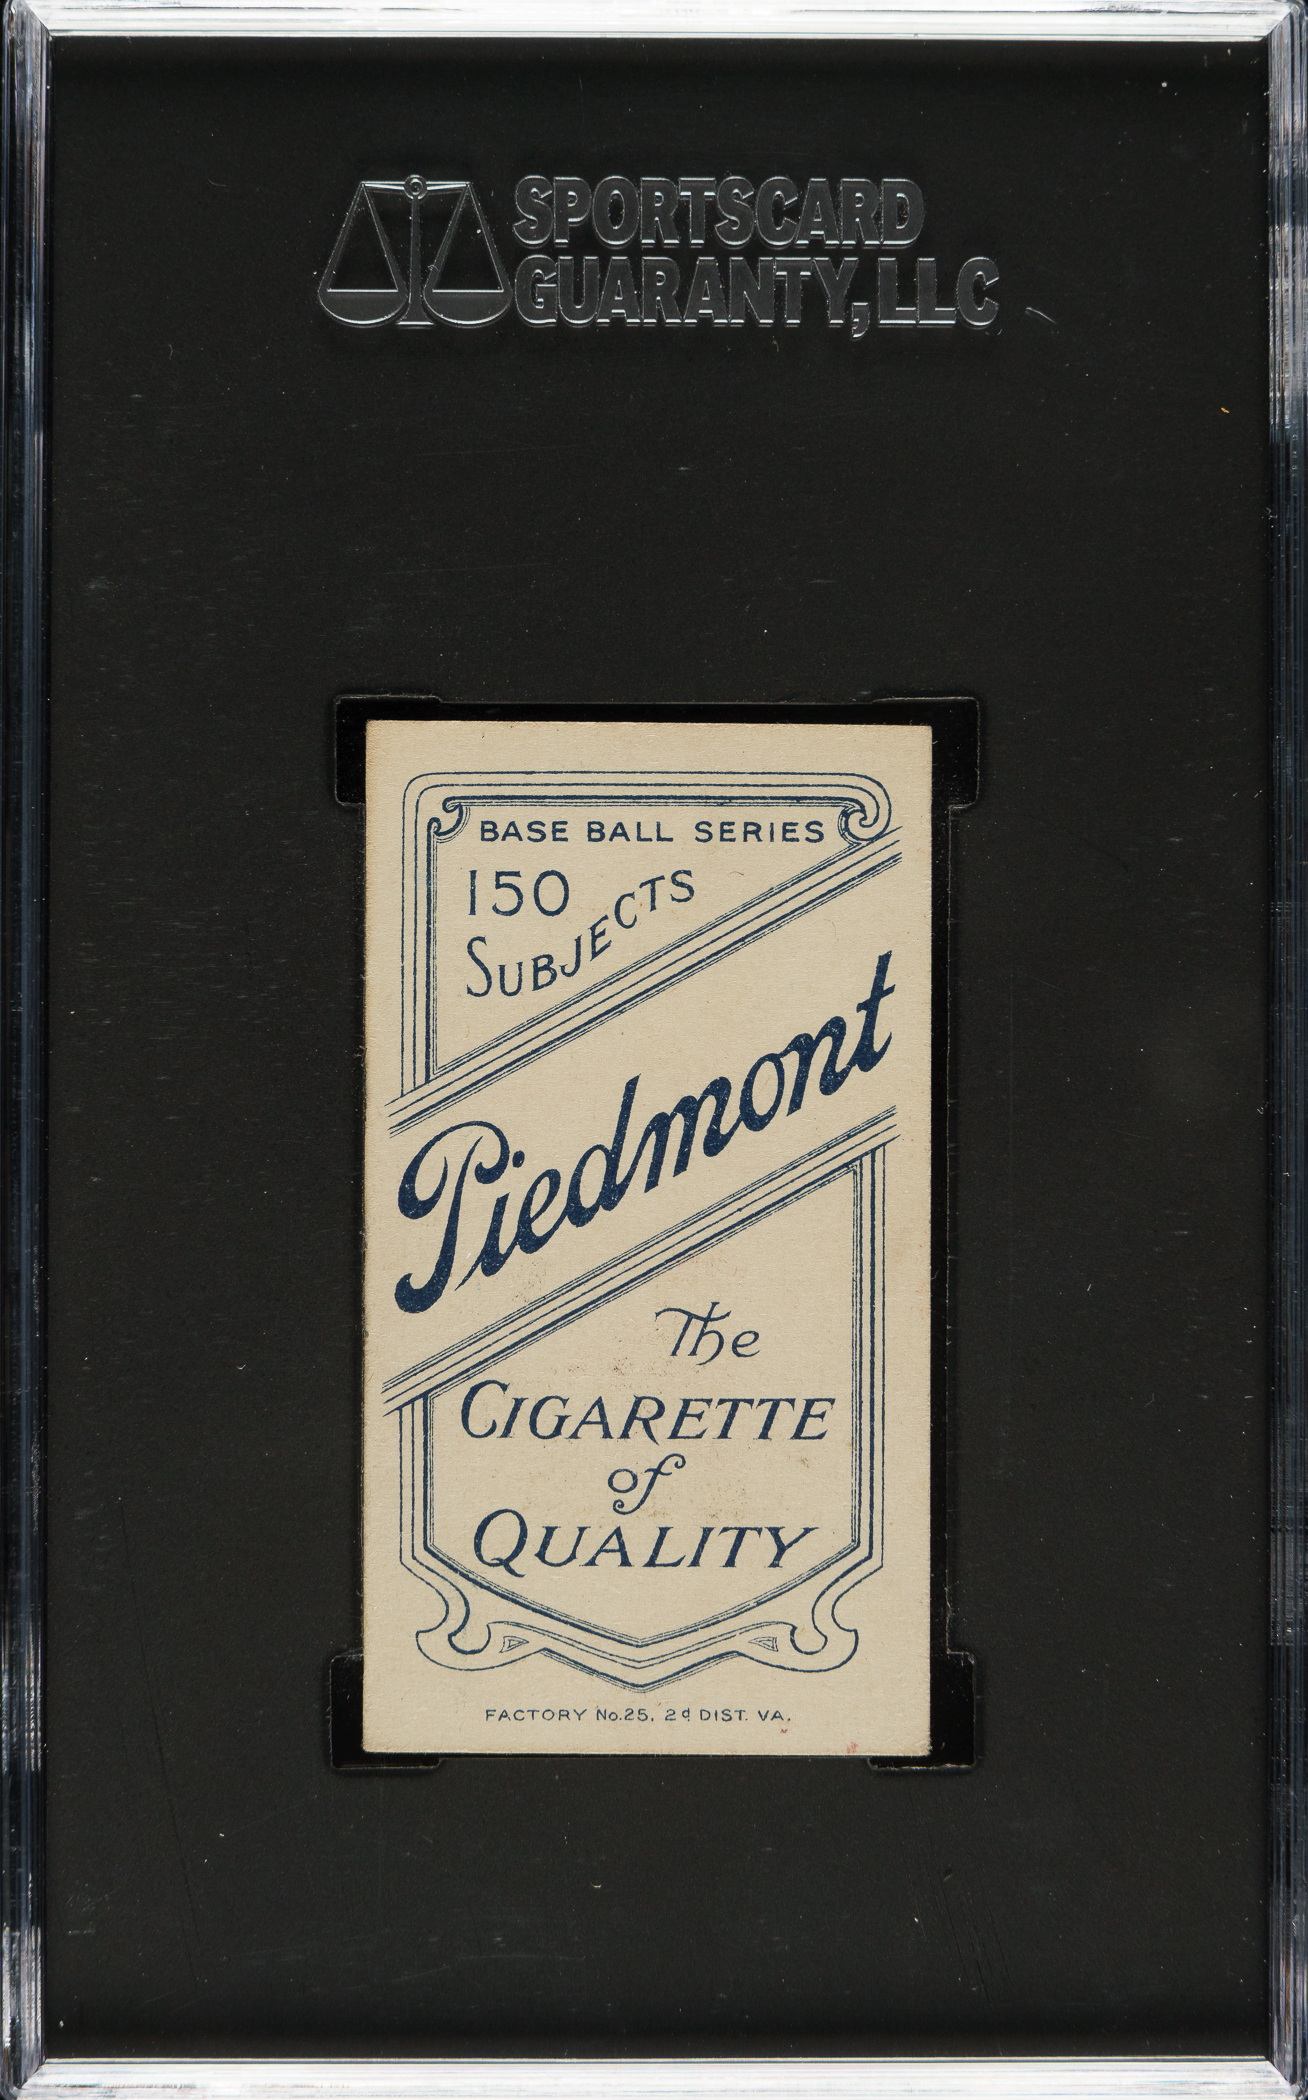 SPORTSCARD
GUARANTY, LLC
BASE BALL SERIES
150
SUBJECTS
Piedmont
The
CIGARETTE
of
QUALITY
FACTORY No.25, 2d DIST. VA.